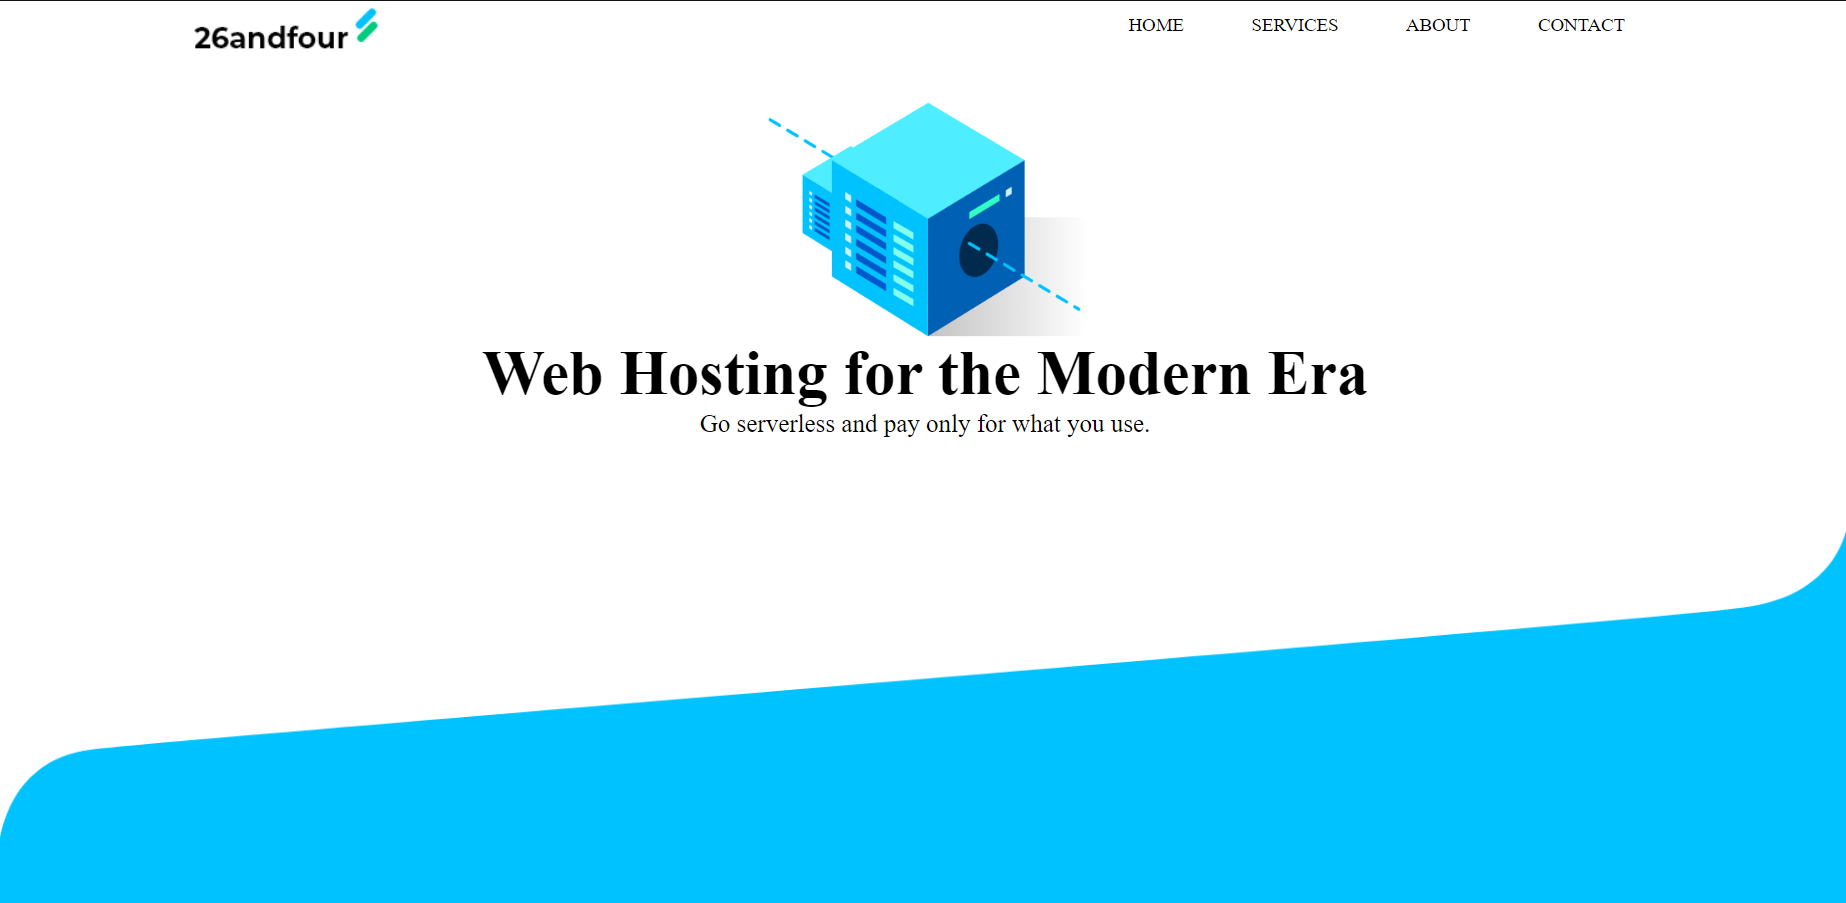 26andfour
HOME SERVICES ABOUT CONTACT
Web Hosting for the Modern Era
Go serverless and pay only for what you use.